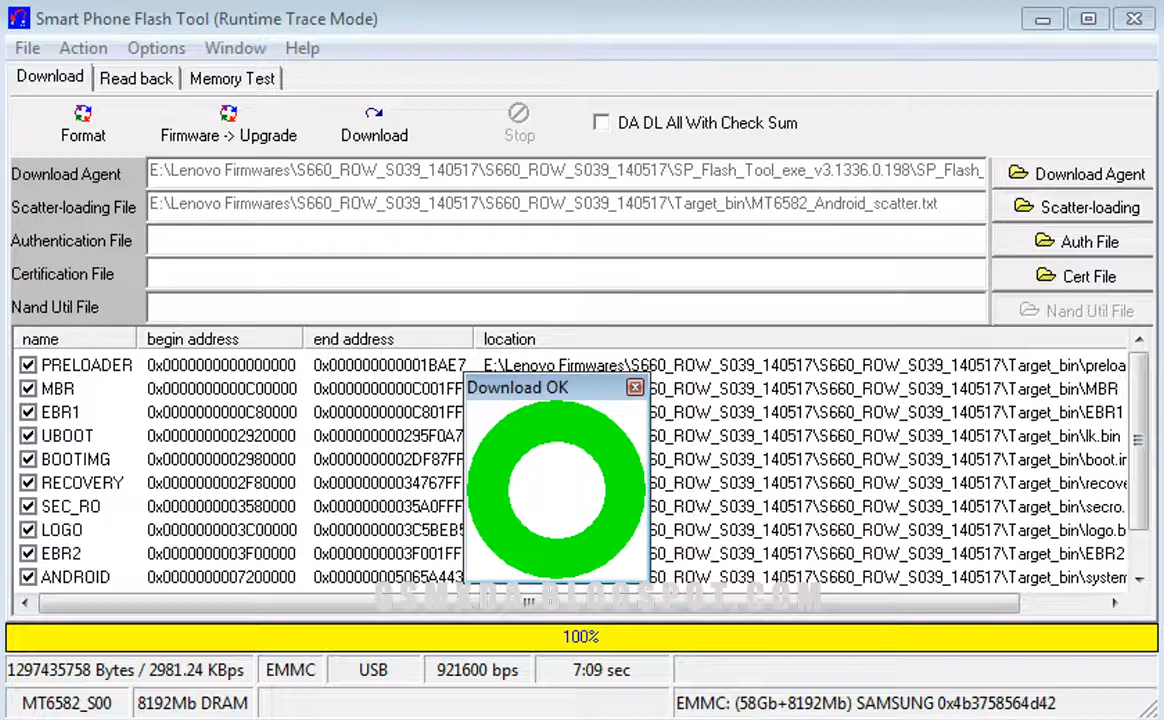 Smart Phone Flash Tool (Runtime Trace Mode)
File Action Options Window Help
Download Read back Memory Test
Format Firmware -> Upgrade Download Stop DA DL All With Check Sum
Download Agent E:\Lenovo Firmwares\S660_ROW_S039_140517\S660_ROW_S039_140517\SP_Flash_Tool_exe_v3.1336.0.198\SP_Flash_ Download Agent
Scatter-loading File E:\Lenovo Firmwares\S660_ROW_S039_140517\S660_ROW_S039_140517\Target_bin\MT6582_Android_scatter.txt Scatter-loading
Authentication File Auth File
Certification File Cert File
Nand Util File Nand Util File
name begin address end address location
PRELOADER 0x0000000000000000 0x000000000001BAE7 E:\Lenovo Firmwares\S660_ROW_S039_140517\S660_ROW_S039_140517\Target_bin\preloa
Download OK
MBR 0x0000000000C00000 0x0000000000C001FF 60_ROW_S039_140517\S660_ROW_S039_140517\Target_bin\MBR
EBR1 0x0000000000C80000 0x0000000000C801FF 60_ROW_S039_140517\S660_ROW_S039_140517\Target_bin\EBR1
UBOOT 0x0000000002920000 0x000000000295F0A7 60_ROW_S039_140517\S660_ROW_S039_140517\Target_bin\lk.bin
BOOTIMG 0x0000000002980000 0x0000000002DF87FF 60_ROW_S039_140517\S660_ROW_S039_140517\Target_bin\boot.ir
RECOVERY 0x0000000002F80000 0x00000000034767FF 60_ROW_S039_140517\S660_ROW_S039_140517\Target_bin\recove
SEC_RO 0x0000000003580000 0x00000000035A0FFF 60_ROW_S039_140517\S660_ROW_S039_140517\Target_bin\secro.
LOGO 0x0000000003C00000 0x0000000003C5BEB5 60_ROW_S039_140517\S660_ROW_S039_140517\Target_bin\logo.b
EBR2 0x0000000003F00000 0x0000000003F001FF 60_ROW_S039_140517\S660_ROW_S039_140517\Target_bin\EBR2
ANDROID 0x0000000007200000 0x000000005065A443 60_ROW_S039_140517\S660_ROW_S039_140517\Target_bin\system
GSMXDA.BLOGSPOT.COM
100%
1297435758 Bytes / 2981.24 KBps EMMC USB 921600 bps 7:09 sec
MT6582_S00 8192Mb DRAM EMMC: (58Gb+8192Mb) SAMSUNG 0x4b3758564d42